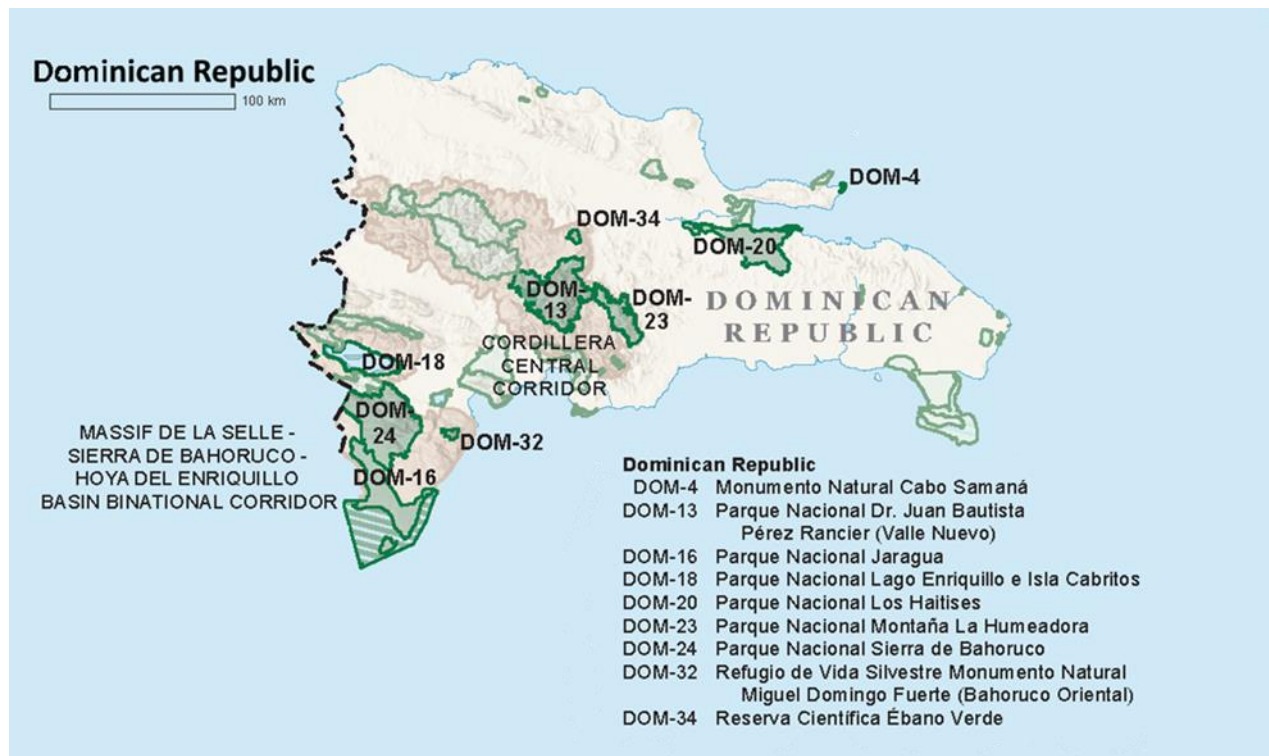 Dominican Republic
100 km
DOM-4
DOM-34
DOM-20
DOM-
13
DOM-
23
DOMINICAN
REPUBLIC
CORDILLERA
CENTRAL
CORRIDOR
DOM-18
DOM-
24
DOM-32
DOM-16
MASSIF DE LA SELLE -
SIERRA DE BAHORUCO -
HOYA DEL ENRIQUILLO
BASIN BINATIONAL CORRIDOR
Dominican Republic
DOM-4 Monumento Natural Cabo Samaná
DOM-13 Parque Nacional Dr. Juan Bautista
Pérez Rancier (Valle Nuevo)
DOM-16 Parque Nacional Jaragua
DOM-18 Parque Nacional Lago Enriquillo e Isla Cabritos
DOM-20 Parque Nacional Los Haitises
DOM-23 Parque Nacional Montaña La Humeadora
DOM-24 Parque Nacional Sierra de Bahoruco
DOM-32 Refugio de Vida Silvestre Monumento Natural
Miguel Domingo Fuerte (Bahoruco Oriental)
DOM-34 Reserva Científica Ébano Verde